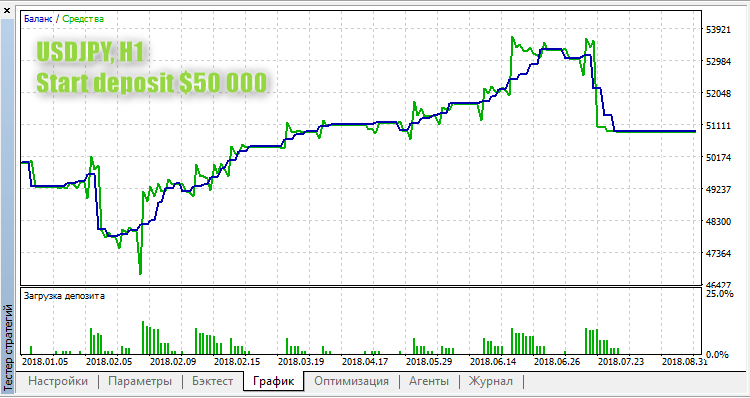 Баланс / Средства
USDJPY, H1
Start deposit $50 000
53921
52984
52048
51111
50174
49237
48300
47364
46427
Загрузка депозита
25.0%
0.0%
2018.01.05 2018.02.05 2018.02.09 2018.02.15 2018.03.19 2018.04.17 2018.05.29 2018.06.14 2018.06.26 2018.07.23 2018.08.31
Тестер стратегий
Настройки Параметры Бэктест График Оптимизация Агенты Журнал